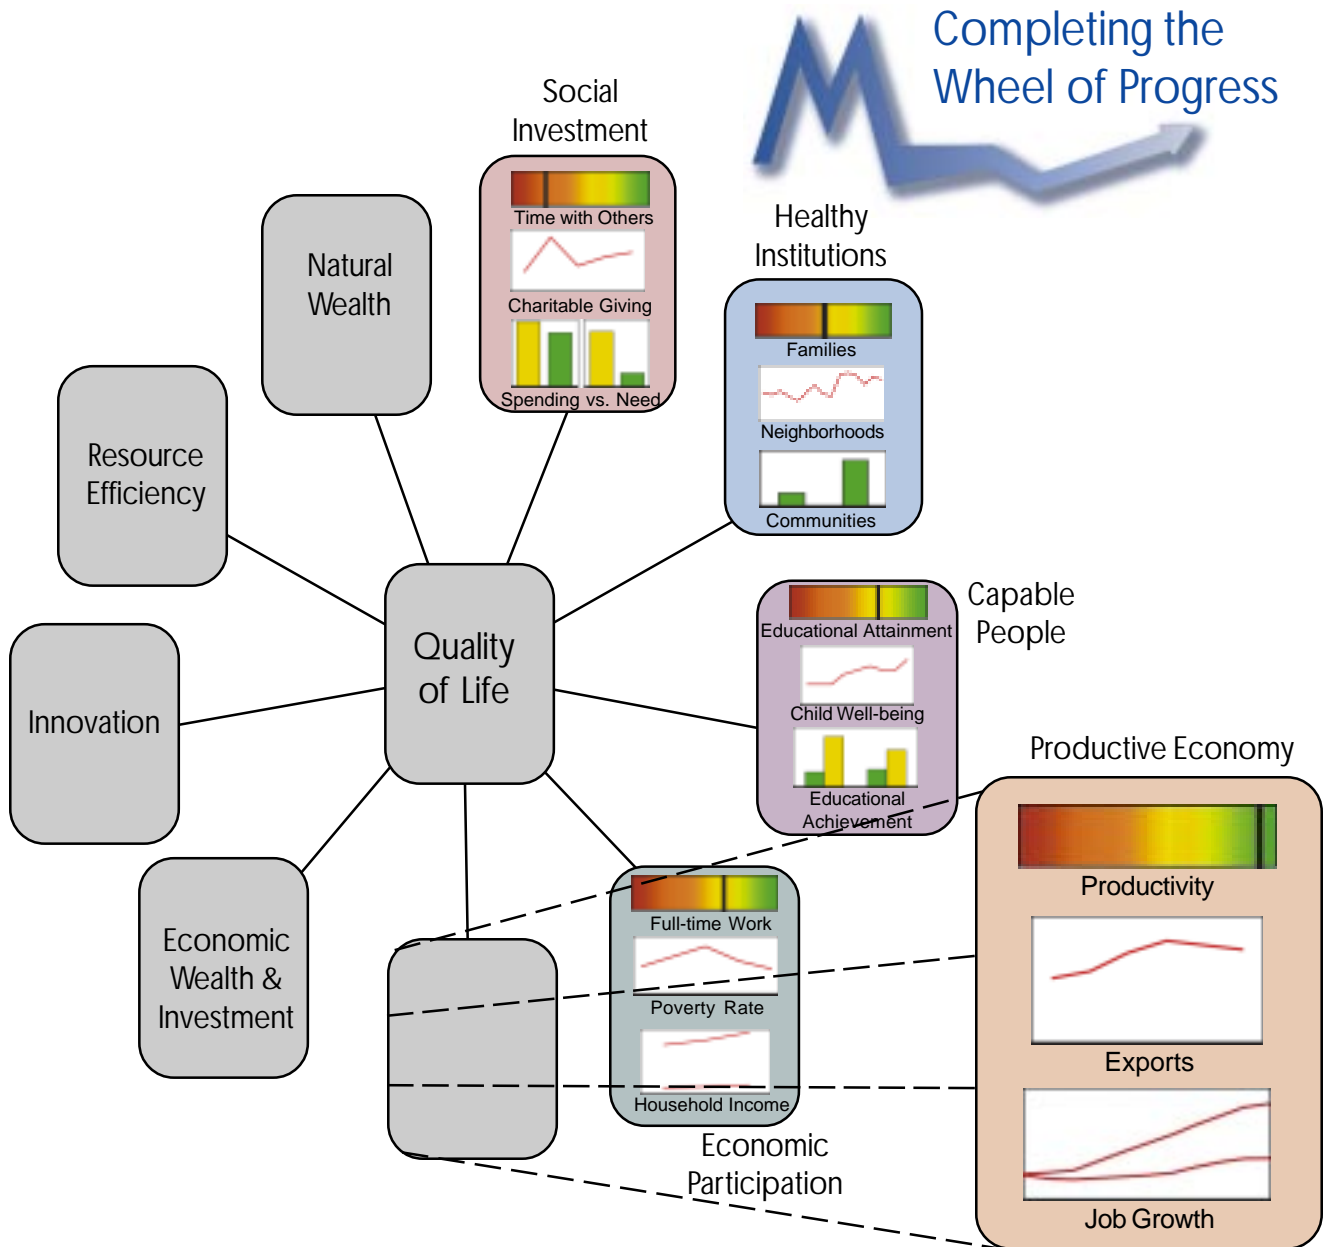 Completing the
Wheel of Progress
Social
Investment
Time with Others
Charitable Giving
Spending vs. Need
Healthy
Institutions
Families
Neighborhoods
Communities
Natural
Wealth
Resource
Efficiency
Quality
of Life
Capable
People
Educational Attainment
Child Well-being
Educational
Achievement
Innovation
Productive Economy
Productivity
Exports
Job Growth
Economic
Wealth &
Investment
Full-time Work
Poverty Rate
Household Income
Economic
Participation